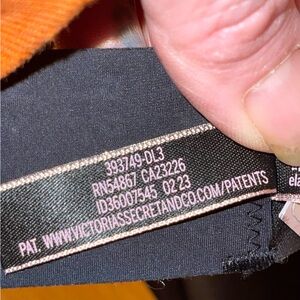 393749-DL3
RN54867 CA23226
ID36007545 02 23
PAT. WWW.VICTORIASSECRETANDCO.COM/PATENTS